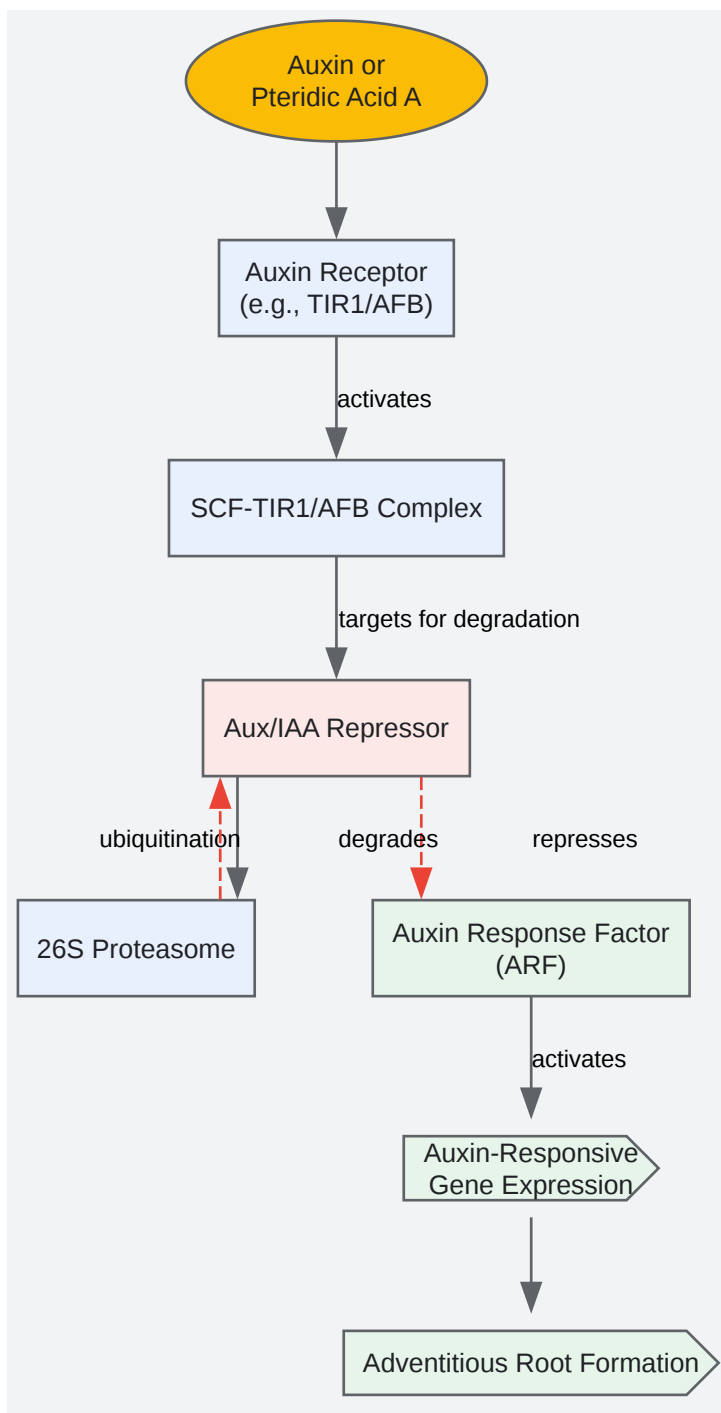 Auxin or
Pteridic Acid A
Auxin Receptor
(e.g., TIR1/AFB)
activates
SCF-TIR1/AFB Complex
targets for degradation
Aux/IAA Repressor
ubiquitination
degrades
represses
26S Proteasome
Auxin Response Factor
(ARF)
activates
Auxin-Responsive
Gene Expression
Adventitious Root Formation